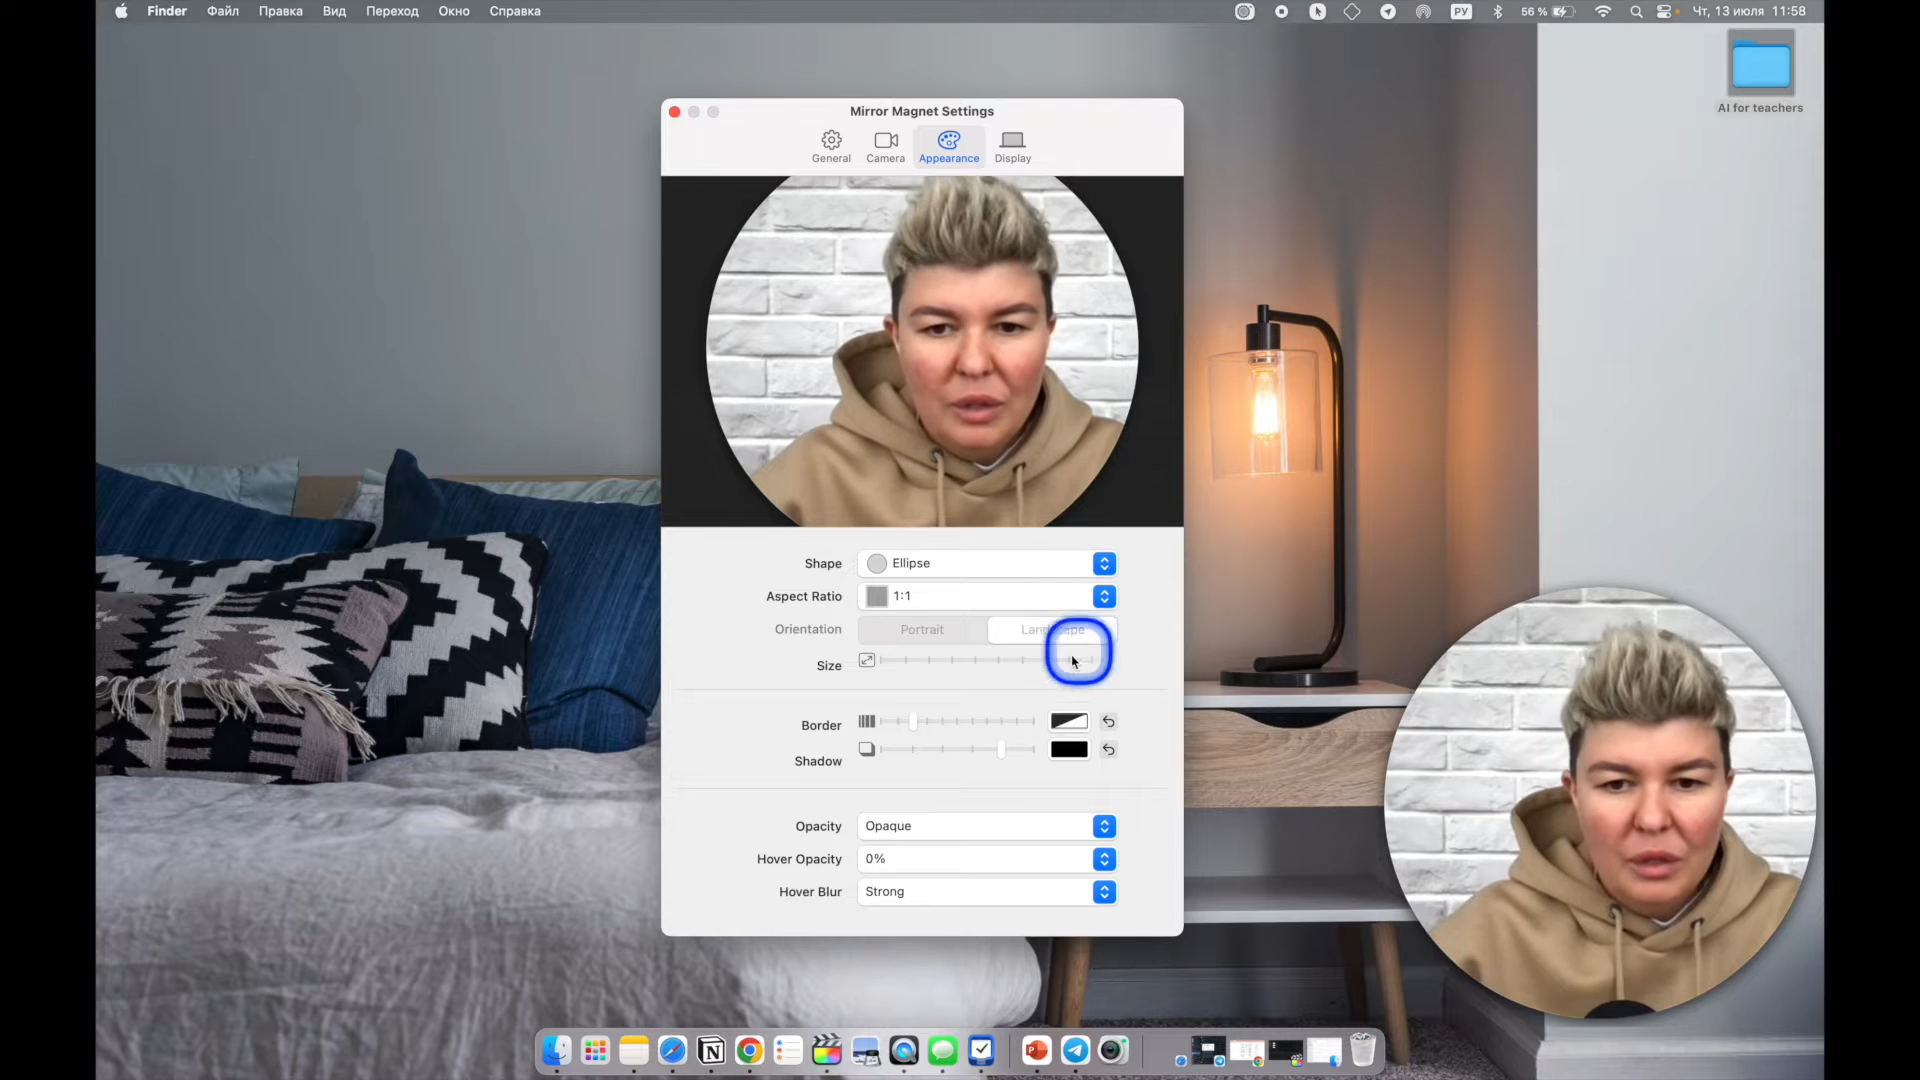 Finder Файл Правка Вид Переход Окно Справка РУ 56 % Чт, 13 июля 11:58
AI for teachers
Mirror Magnet Settings
General Camera Appearance Display
Shape Ellipse
Aspect Ratio 1:1
Orientation Portrait Landscape
Size
Border
Shadow
Opacity Opaque
Hover Opacity 0%
Hover Blur Strong